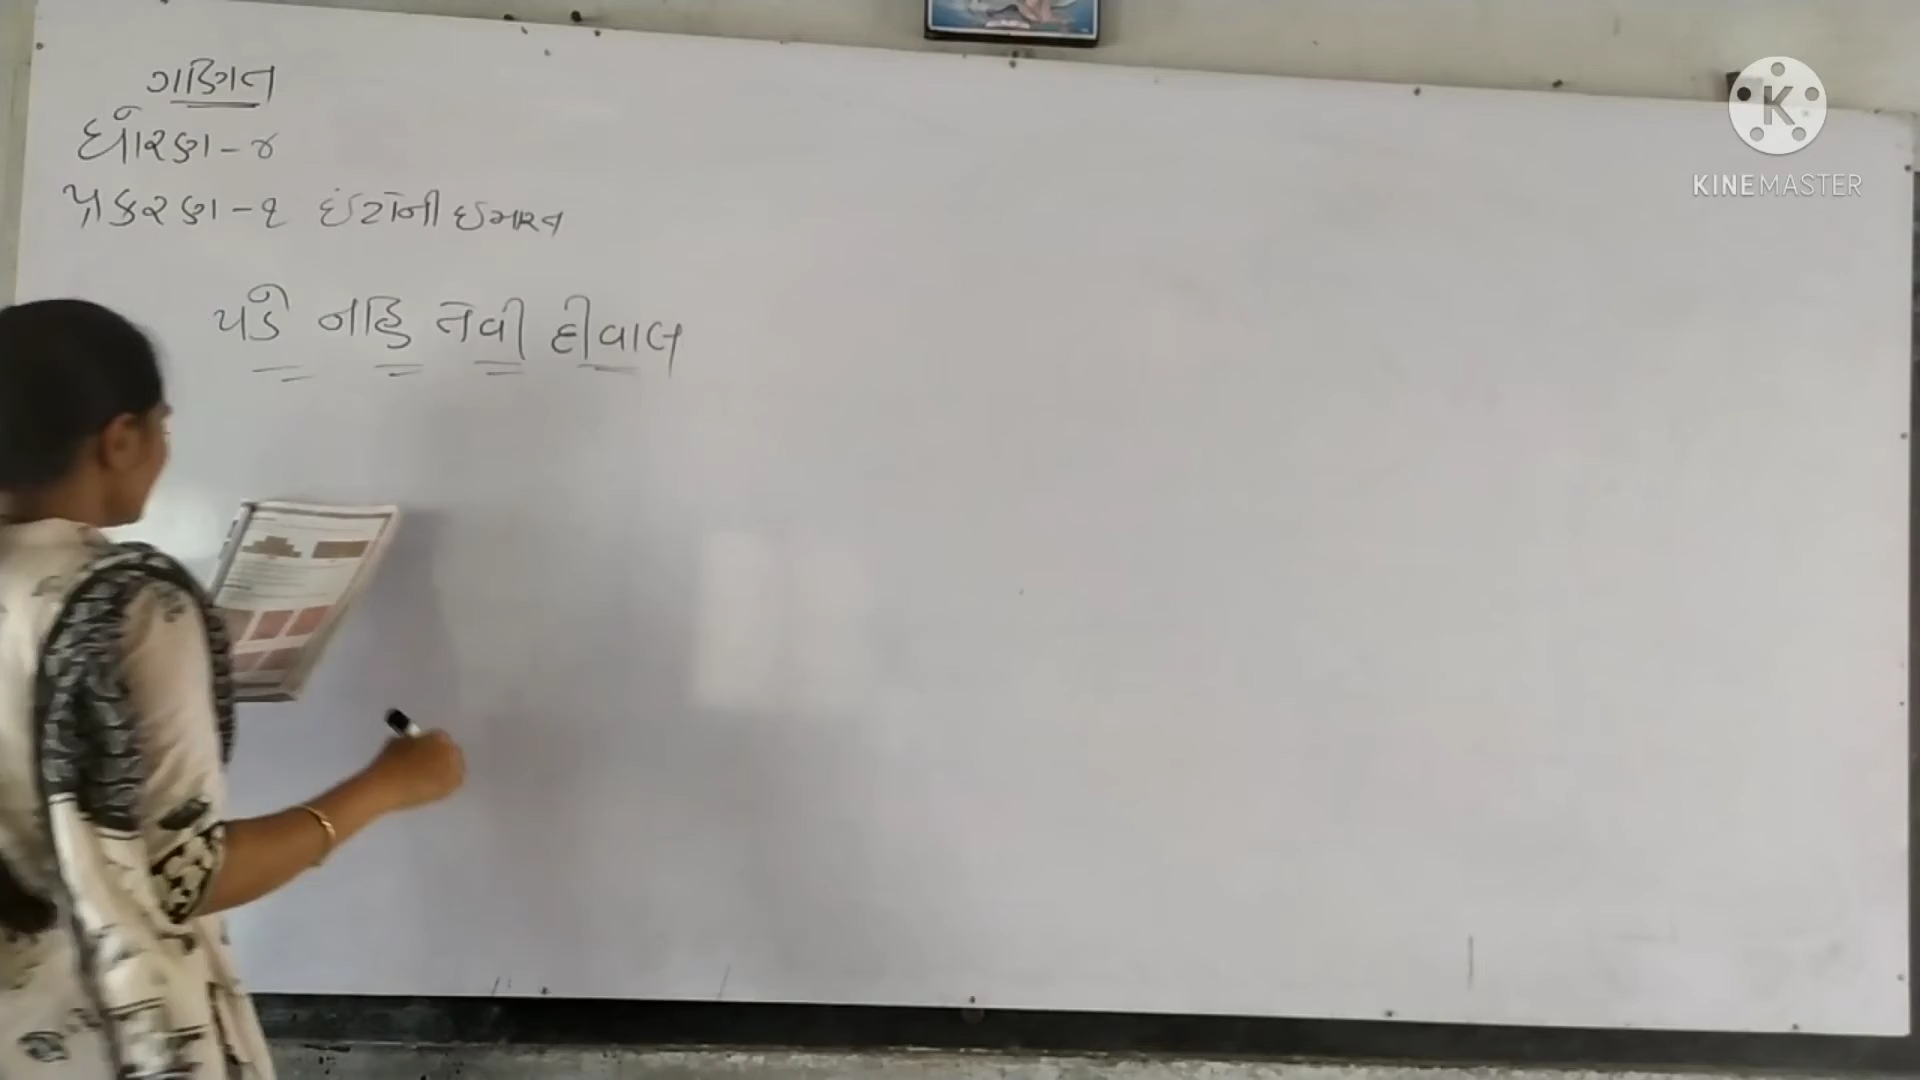 ગણિત
ધોરણ - ૪
પ્રકરણ - ૧ ઇંટોની ઇમારત
પડે નહિ તેવી દીવાલ
K
KINEMASTER